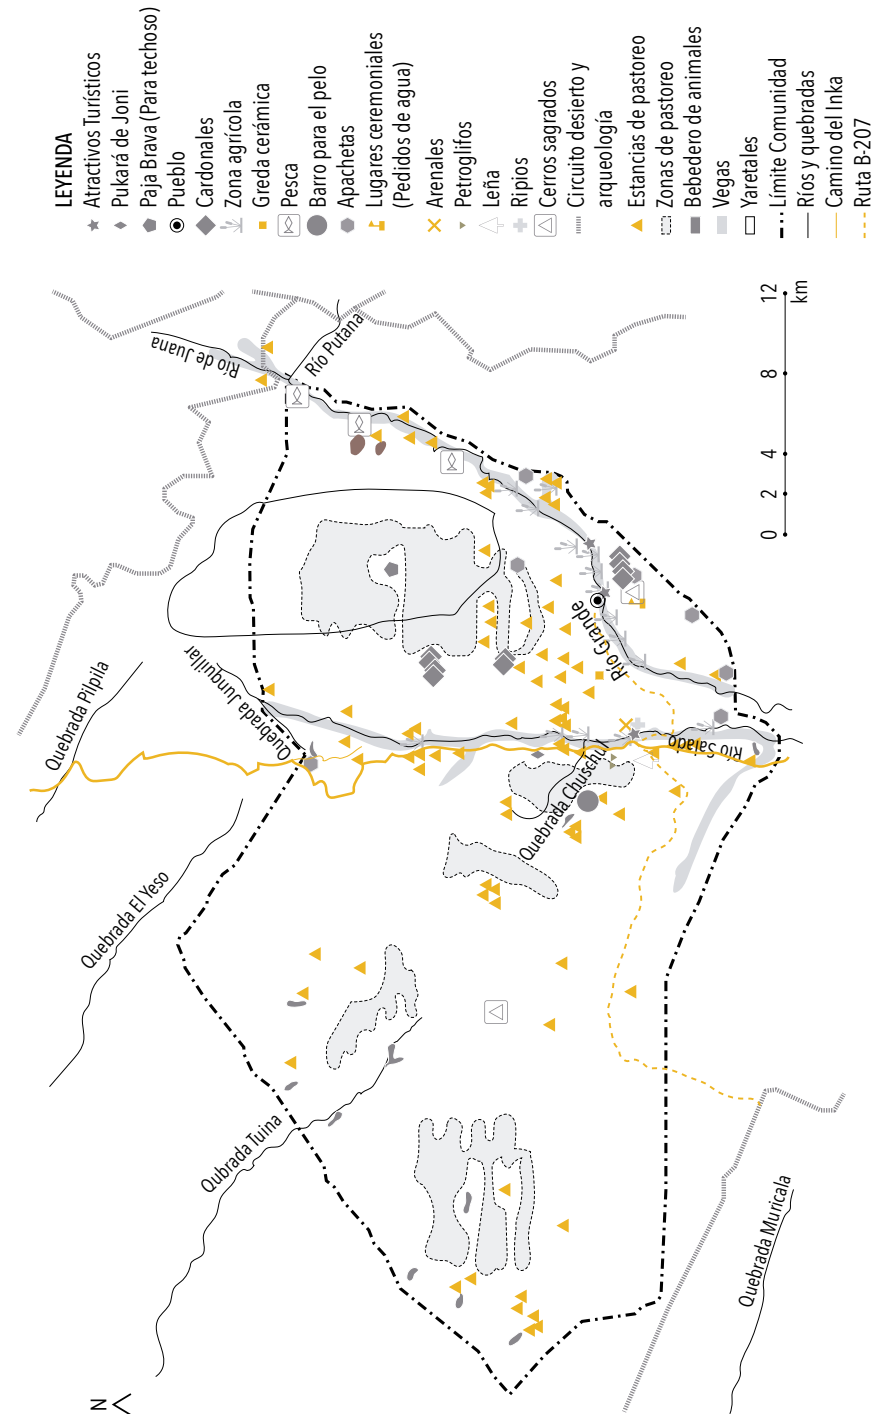 LEYENDA
Atractivos Turísticos
Pukará de Joni
Paja Brava (Para techoso)
Pueblo
Cardonales
Zona agrícola
Greda cerámica
Pesca
Barro para el pelo
Apachetas
Lugares ceremoniales
(Pedidos de agua)
Arenales
Petroglifos
Leña
Ripios
Cerros sagrados
Circuito desierto y
arqueología
Estancias de pastoreo
Zonas de pastoreo
Bebedero de animales
Vegas
Yaretales
Límite Comunidad
Ríos y quebradas
Camino del Inka
Ruta B-207
Río de Juana
Río Putana
Quebrada Pilpila
Quebrada Junquillar
Río Grande
Río Salado
Quebrada Chuschul
Quebrada El Yeso
Qubrada Tuina
Quebrada Muricala
0 2 4 8 12
km
N